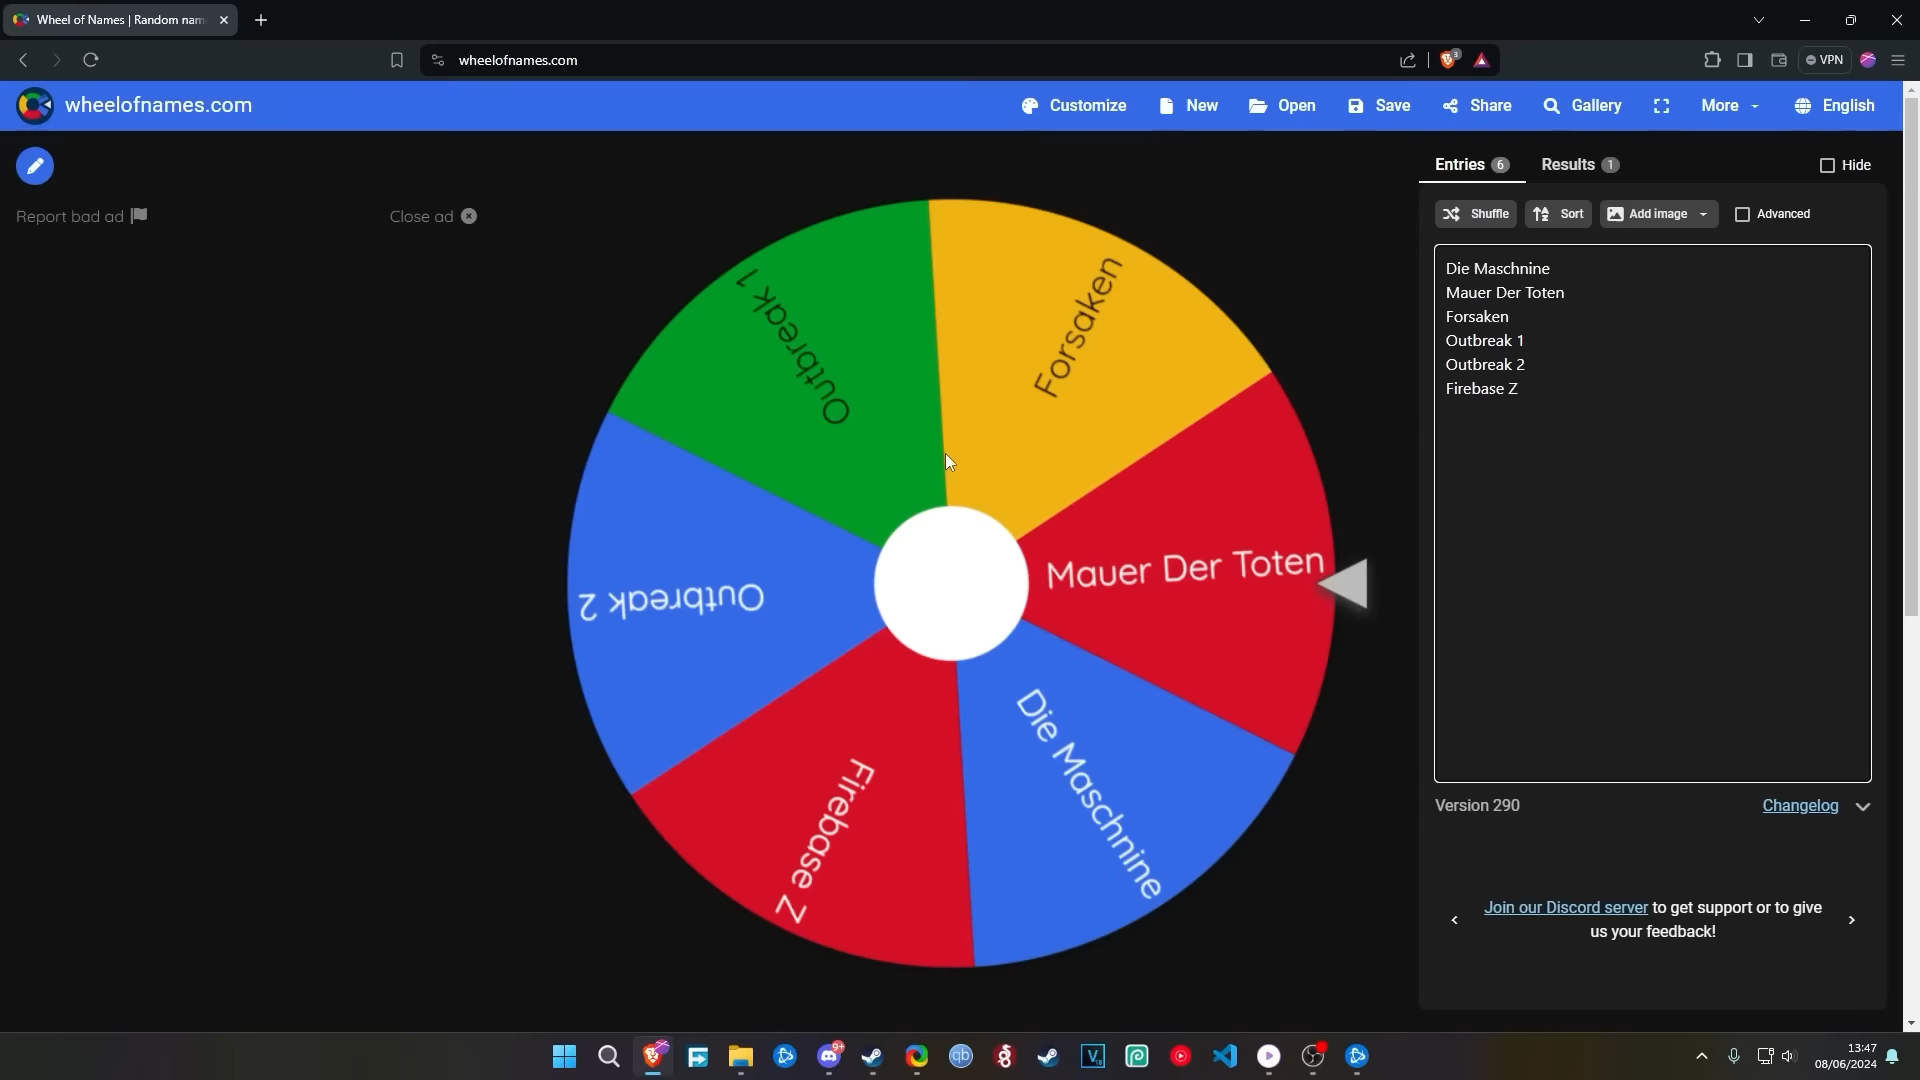 Wheel of Names | Random nam
wheelofnames.com
3
VPN
wheelofnames.com
Customize
New
Open
Save
Share
Gallery
More
English
Report bad ad
Close ad
Entries 6
Results 1
Hide
Shuffle
Sort
Add image
Advanced
Die Maschnine
Mauer Der Toten
Forsaken
Outbreak 1
Outbreak 2
Firebase Z
Outbreak 1
Forsaken
Mauer Der Toten
Outbreak 2
Die Maschnine
Firebase Z
Version 290
Changelog
Join our Discord server to get support or to give
us your feedback!
9+
qb
13:47
08/06/2024